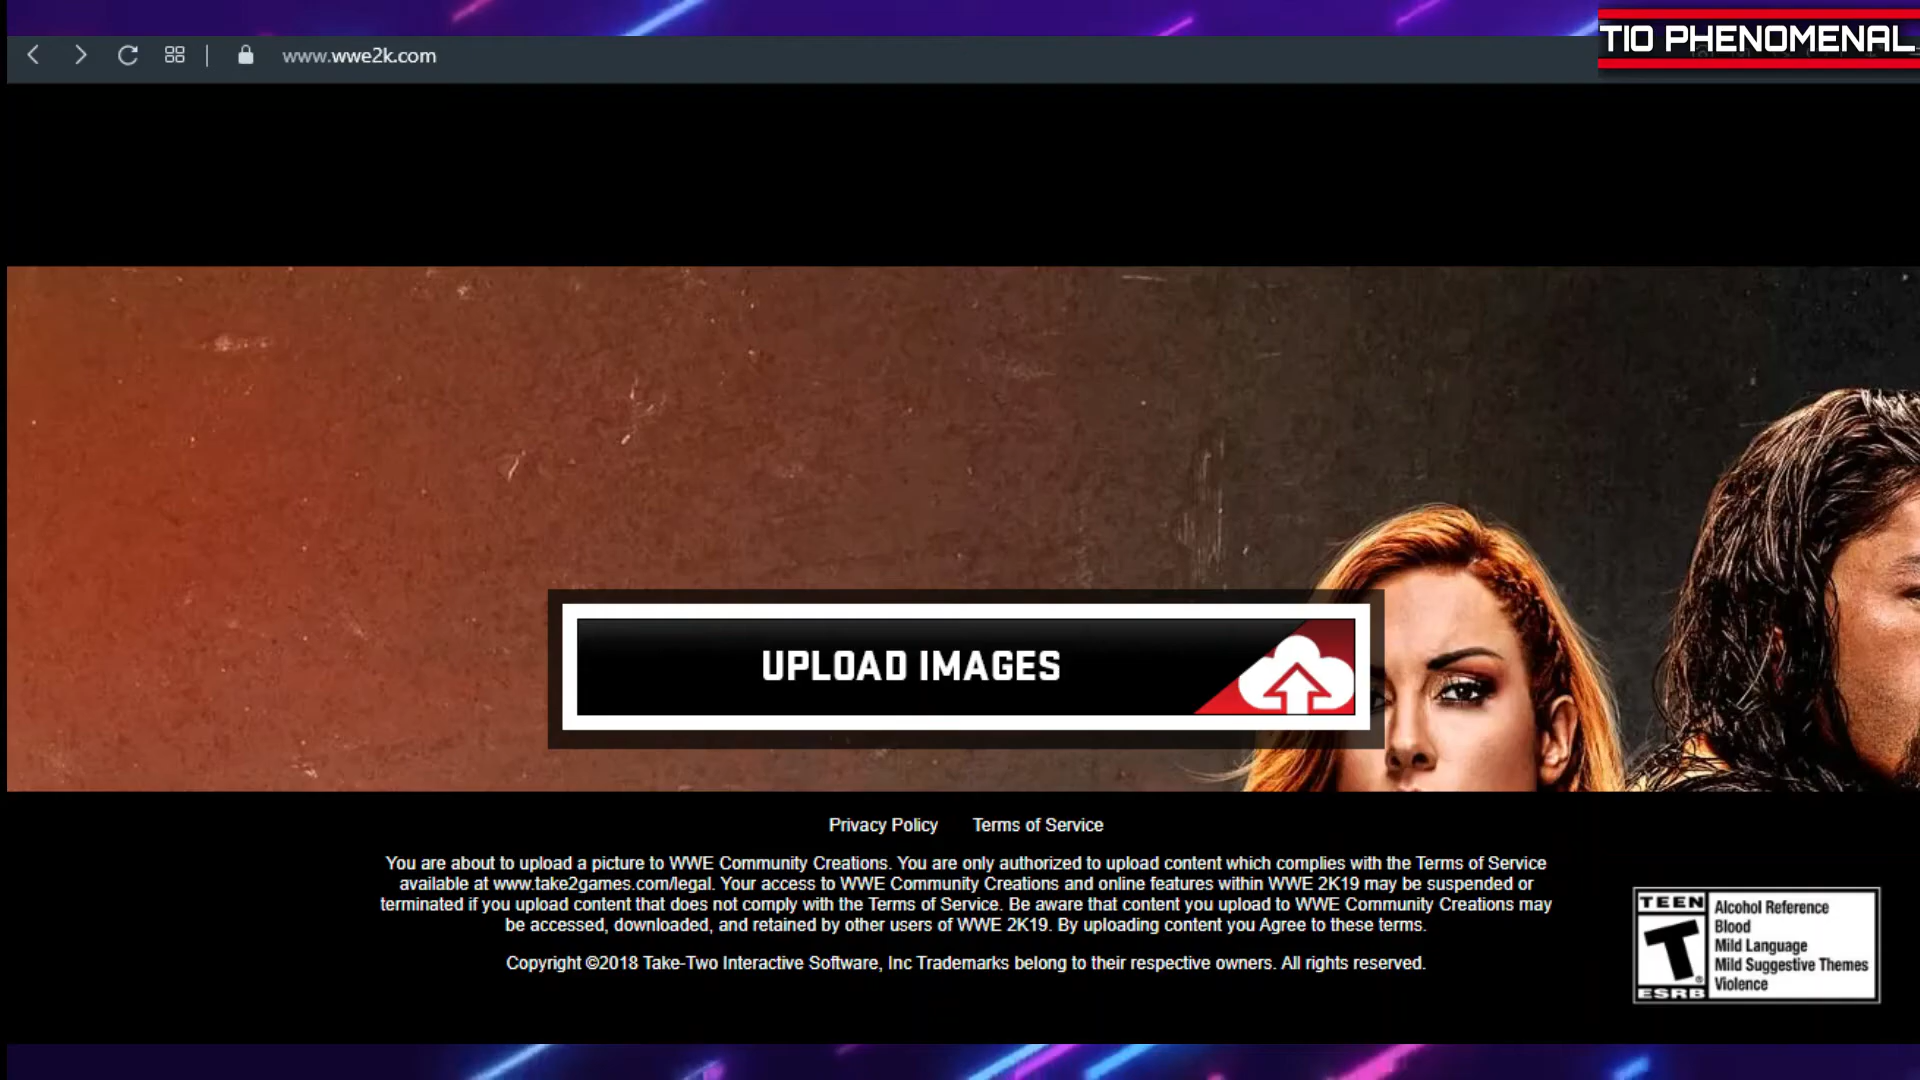 TIO PHENOMENAL
www.wwe2k.com
UPLOAD IMAGES
Privacy Policy Terms of Service
You are about to upload a picture to WWE Community Creations. You are only authorized to upload content which complies with the Terms of Service
available at www.take2games.com/legal. Your access to WWE Community Creations and online features within WWE 2K19 may be suspended or
terminated if you upload content that does not comply with the Terms of Service. Be aware that content you upload to WWE Community Creations may
be accessed, downloaded, and retained by other users of WWE 2K19. By uploading content you Agree to these terms.
Copyright ©2018 Take-Two Interactive Software, Inc Trademarks belong to their respective owners. All rights reserved.
TEEN
T
®
ESRB
Alcohol Reference
Blood
Mild Language
Mild Suggestive Themes
Violence